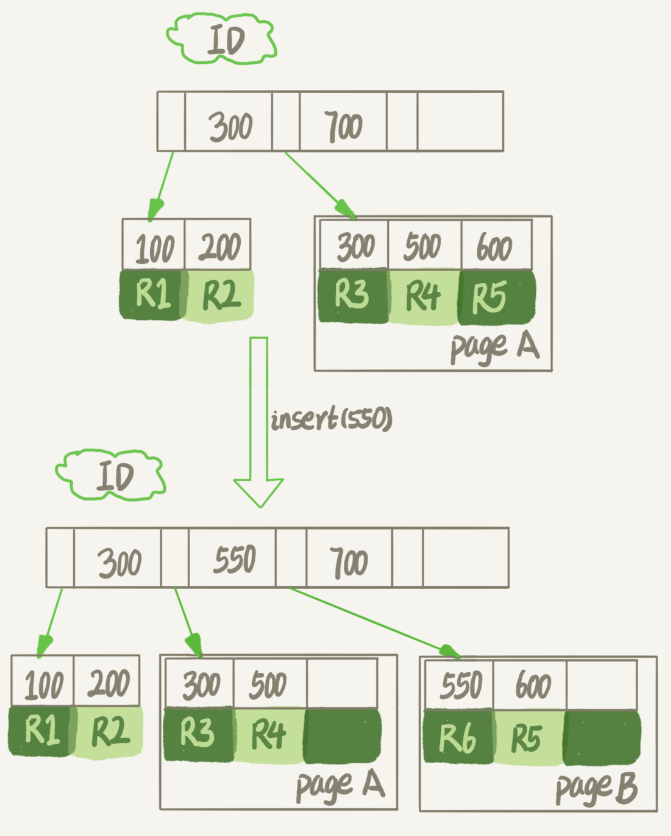 ID
300 700
100 200 300 500 600
R1 R2 R3 R4 R5
page A
insert(550)
ID
300 550 700
100 200 300 500 550 600
R1 R2 R3 R4 R6 R5
page A page B